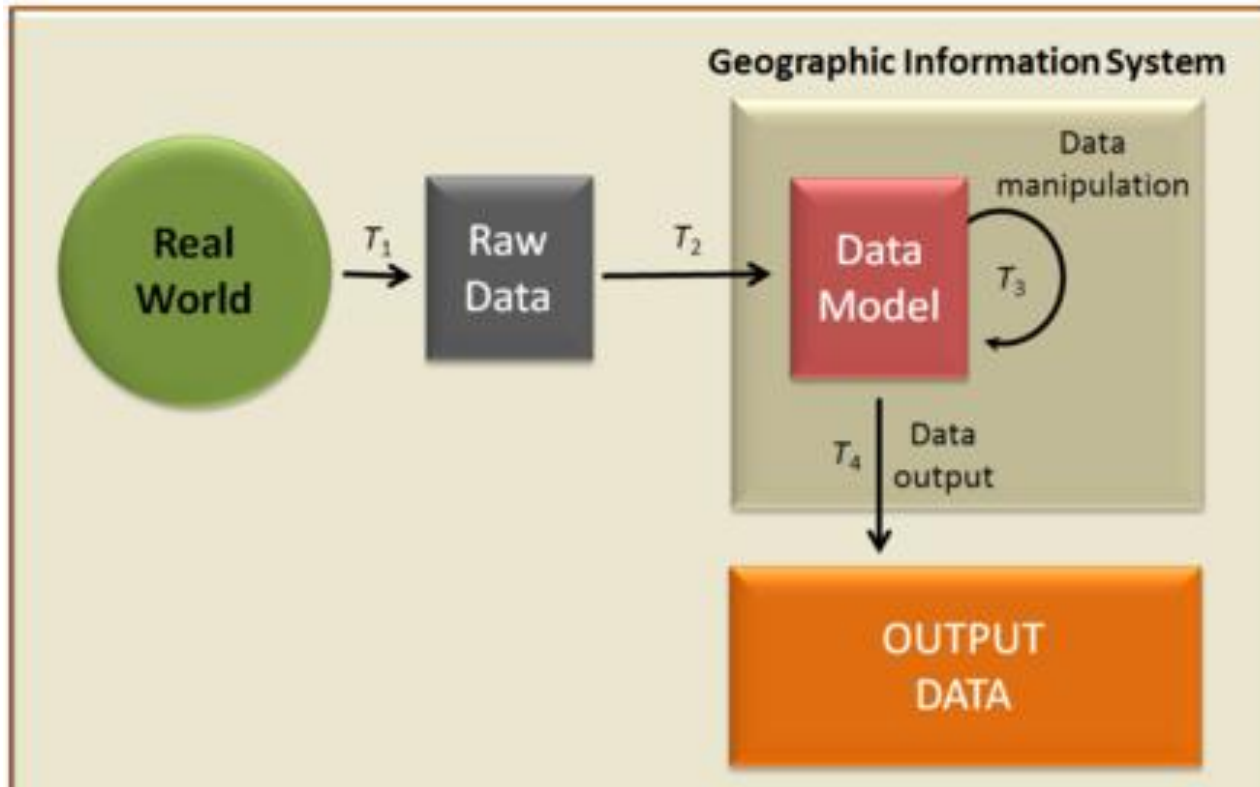 Geographic Information System
Real
World
T₁
Raw
Data
T₂
Data
Model
Data
manipulation
T₃
T₄
Data
output
OUTPUT
DATA